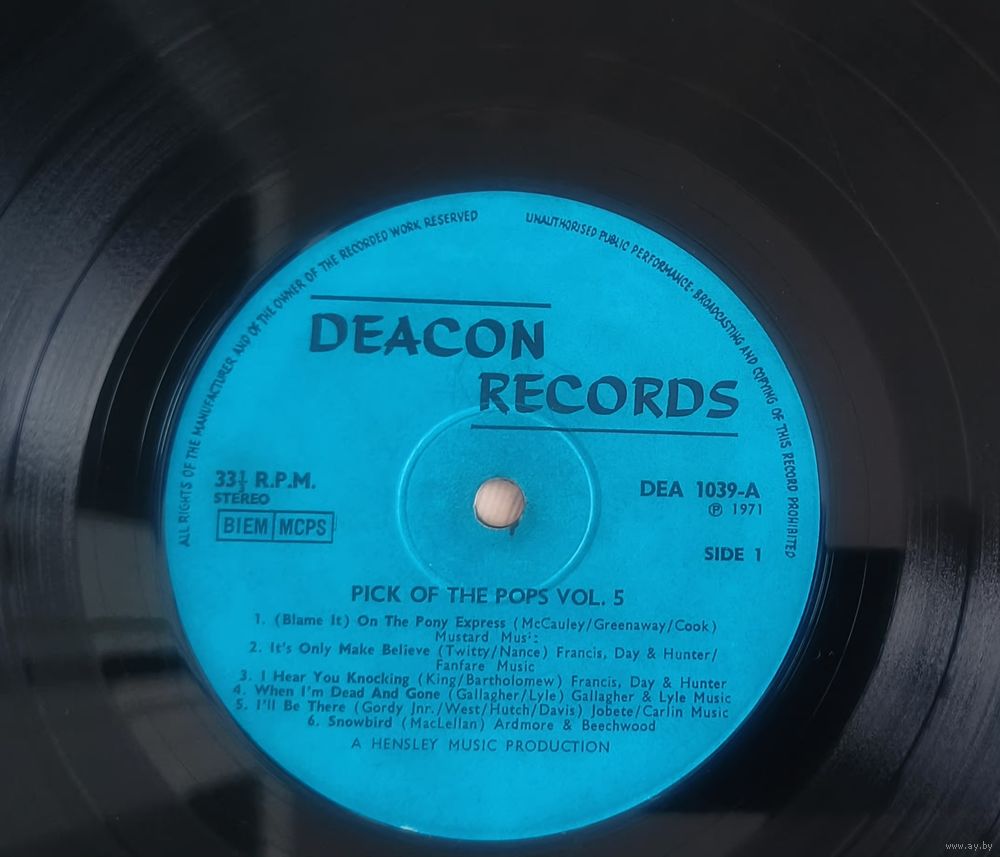 ALL RIGHTS OF THE MANUFACTURER AND OF THE OWNER OF THE RECORDED WORK RESERVED
UNAUTHORISED PUBLIC PERFORMANCE · BROADCASTING AND COPYING OF THIS RECORD PROHIBITED
DEACON
RECORDS
33⅓ R.P.M.
STEREO
BIEM MCPS
DEA 1039-A
℗ 1971
SIDE 1
PICK OF THE POPS VOL. 5
1. (Blame It) On The Pony Express (McCauley/Greenaway/Cook)
Mustard Music
2. It's Only Make Believe (Twitty/Nance) Francis, Day & Hunter/
Fanfare Music
3. I Hear You Knocking (King/Bartholomew) Francis, Day & Hunter
4. When I'm Dead And Gone (Gallagher/Lyle) Gallagher & Lyle Music
5. I'll Be There (Gordy Jnr./West/Hutch/Davis) Jobete/Carlin Music
6. Snowbird (MacLellan) Ardmore & Beechwood
A HENSLEY MUSIC PRODUCTION
www.ay.by